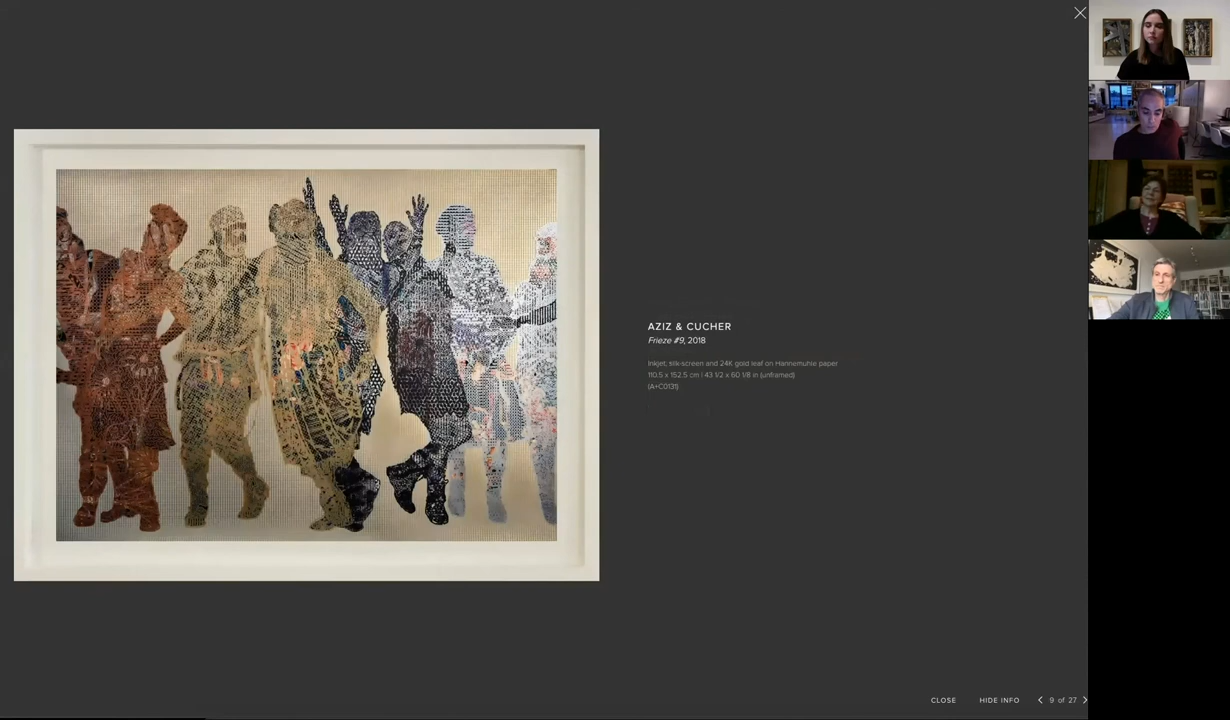 AZIZ & CUCHER
Frieze #9, 2018
Inkjet, silk-screen and 24K gold leaf on Hannemuhle paper
110.5 x 152.5 cm | 43 1/2 x 60 1/8 in (unframed)
(A+C0131)
CLOSE HIDE INFO 9 of 27